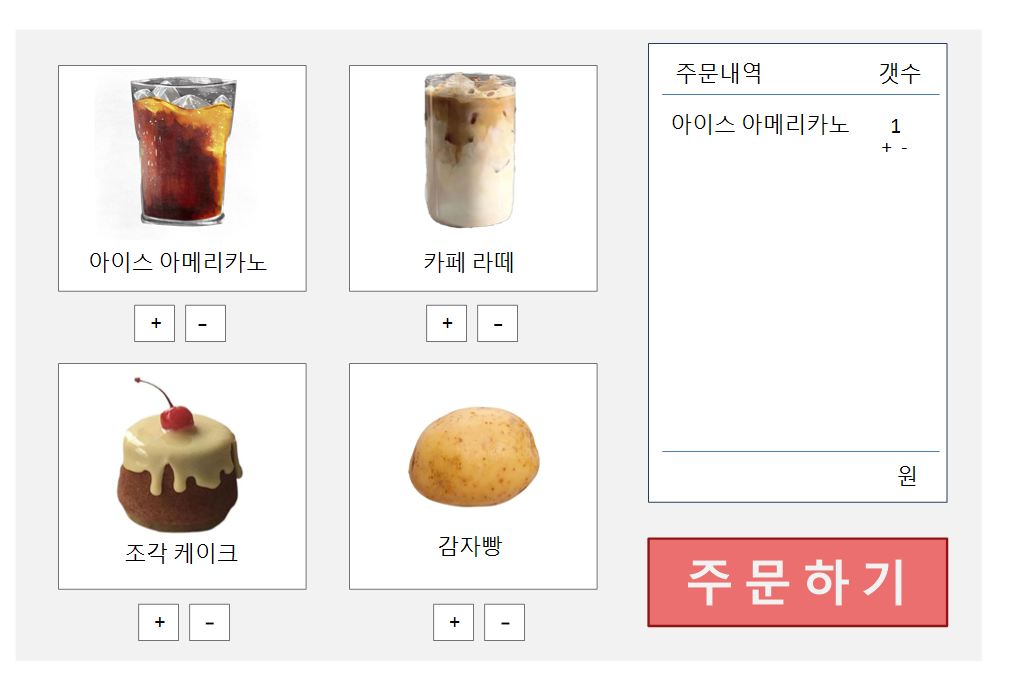 아이스 아메리카노
+ -
카페 라떼
+ -
조각 케이크
+ -
감자빵
+ -
주문내역 갯수
아이스 아메리카노 1
+ -
원
주문하기